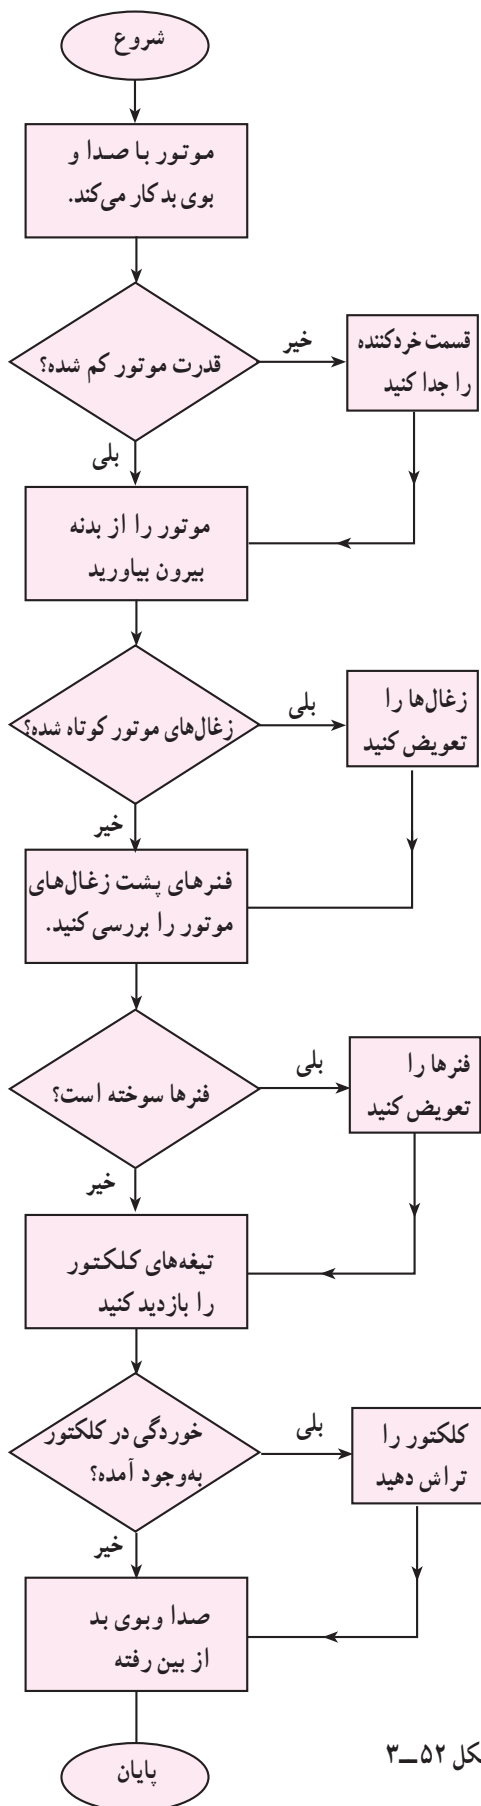 شروع
موتور با صدا و
بوی بد کار می‌کند.
قدرت موتور کم شده؟
خیر
قسمت خردکننده
را جدا کنید
بلی
موتور را از بدنه
بیرون بیاورید
زغال‌های موتور کوتاه شده؟
بلی
زغال‌ها را
تعویض کنید
خیر
فنرهای پشت زغال‌های
موتور را بررسی کنید.
فنرها سوخته است؟
بلی
فنرها را
تعویض کنید
خیر
تیغه‌های کلکتور
را بازدید کنید
خوردگی در کلکتور
به‌وجود آمده؟
بلی
کلکتور را
تراش دهید
خیر
صدا وبوی بد
از بین رفته
پایان
کل ۵۲ــ۳